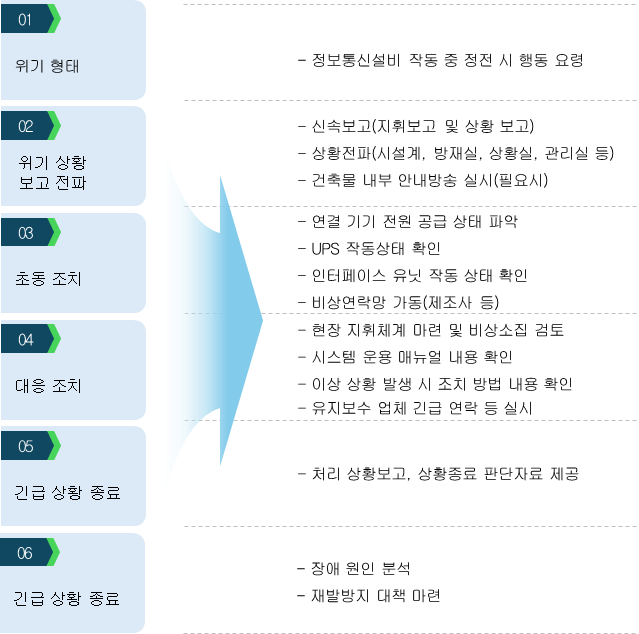 01
위기 형태
- 정보통신설비 작동 중 정전 시 행동 요령
02
위기 상황
보고 전파
- 신속보고(지휘보고 및 상황 보고)
- 상황전파(시설계, 방재실, 상황실, 관리실 등)
- 건축물 내부 안내방송 실시(필요시)
03
초동 조치
- 연결 기기 전원 공급 상태 파악
- UPS 작동상태 확인
- 인터페이스 유닛 작동 상태 확인
- 비상연락망 가동(제조사 등)
04
대응 조치
- 현장 지휘체계 마련 및 비상소집 검토
- 시스템 운용 매뉴얼 내용 확인
- 이상 상황 발생 시 조치 방법 내용 확인
- 유지보수 업체 긴급 연락 등 실시
05
긴급 상황 종료
- 처리 상황보고, 상황종료 판단자료 제공
06
긴급 상황 종료
- 장애 원인 분석
- 재발방지 대책 마련